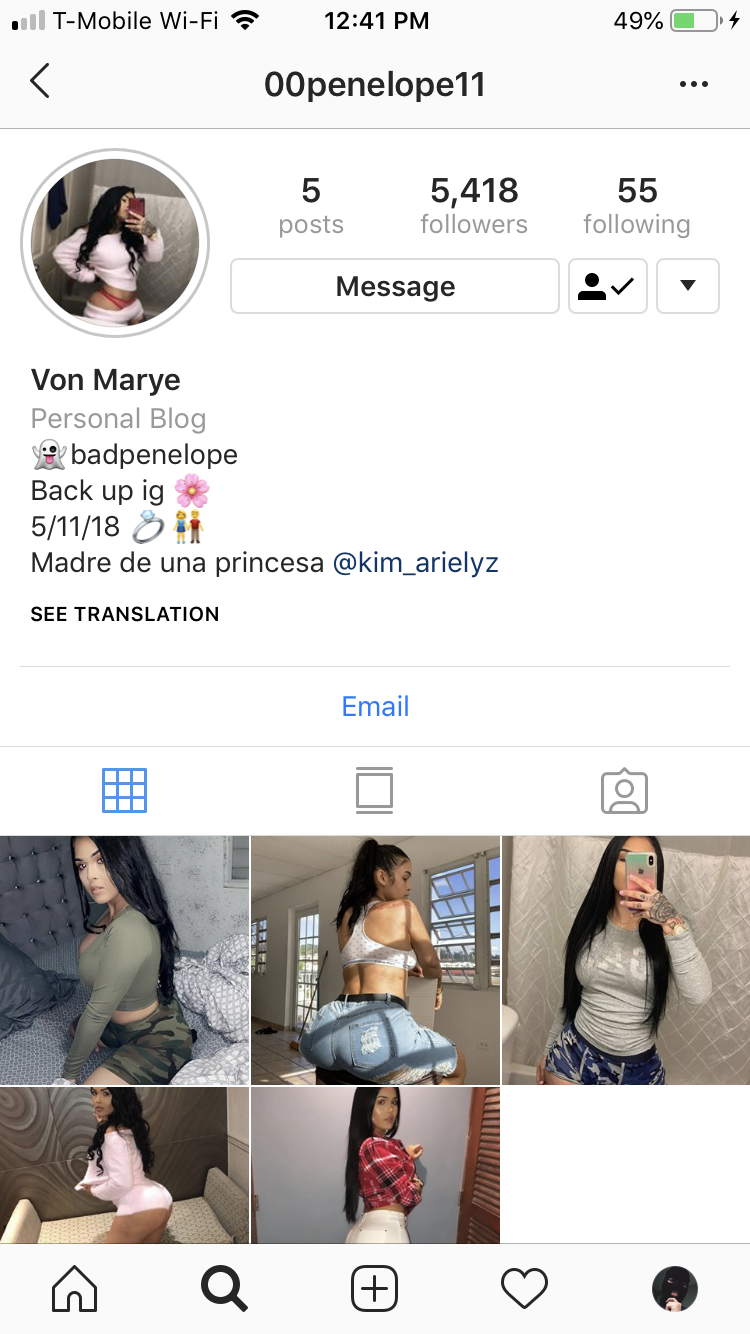 T-Mobile Wi-Fi 12:41 PM 49%
00penelope11
5 5,418 55
posts followers following
Message
Von Marye
Personal Blog
👻badpenelope
Back up ig 🌸
5/11/18 💍👫
Madre de una princesa @kim_arielyz
SEE TRANSLATION
Email